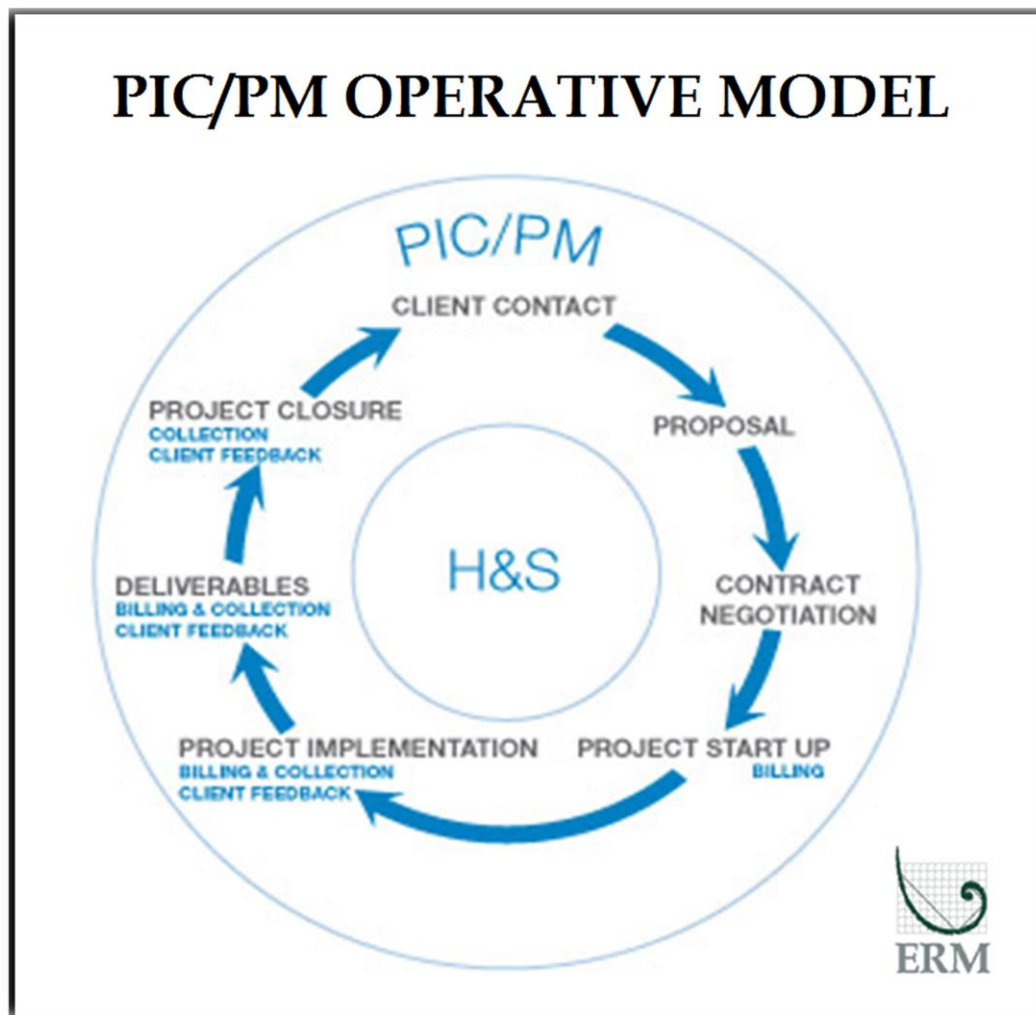 PIC/PM OPERATIVE MODEL
PIC/PM
CLIENT CONTACT
PROPOSAL
CONTRACT
NEGOTIATION
PROJECT START UP
BILLING
PROJECT IMPLEMENTATION
BILLING & COLLECTION
CLIENT FEEDBACK
DELIVERABLES
BILLING & COLLECTION
CLIENT FEEDBACK
PROJECT CLOSURE
COLLECTION
CLIENT FEEDBACK
H&S
ERM